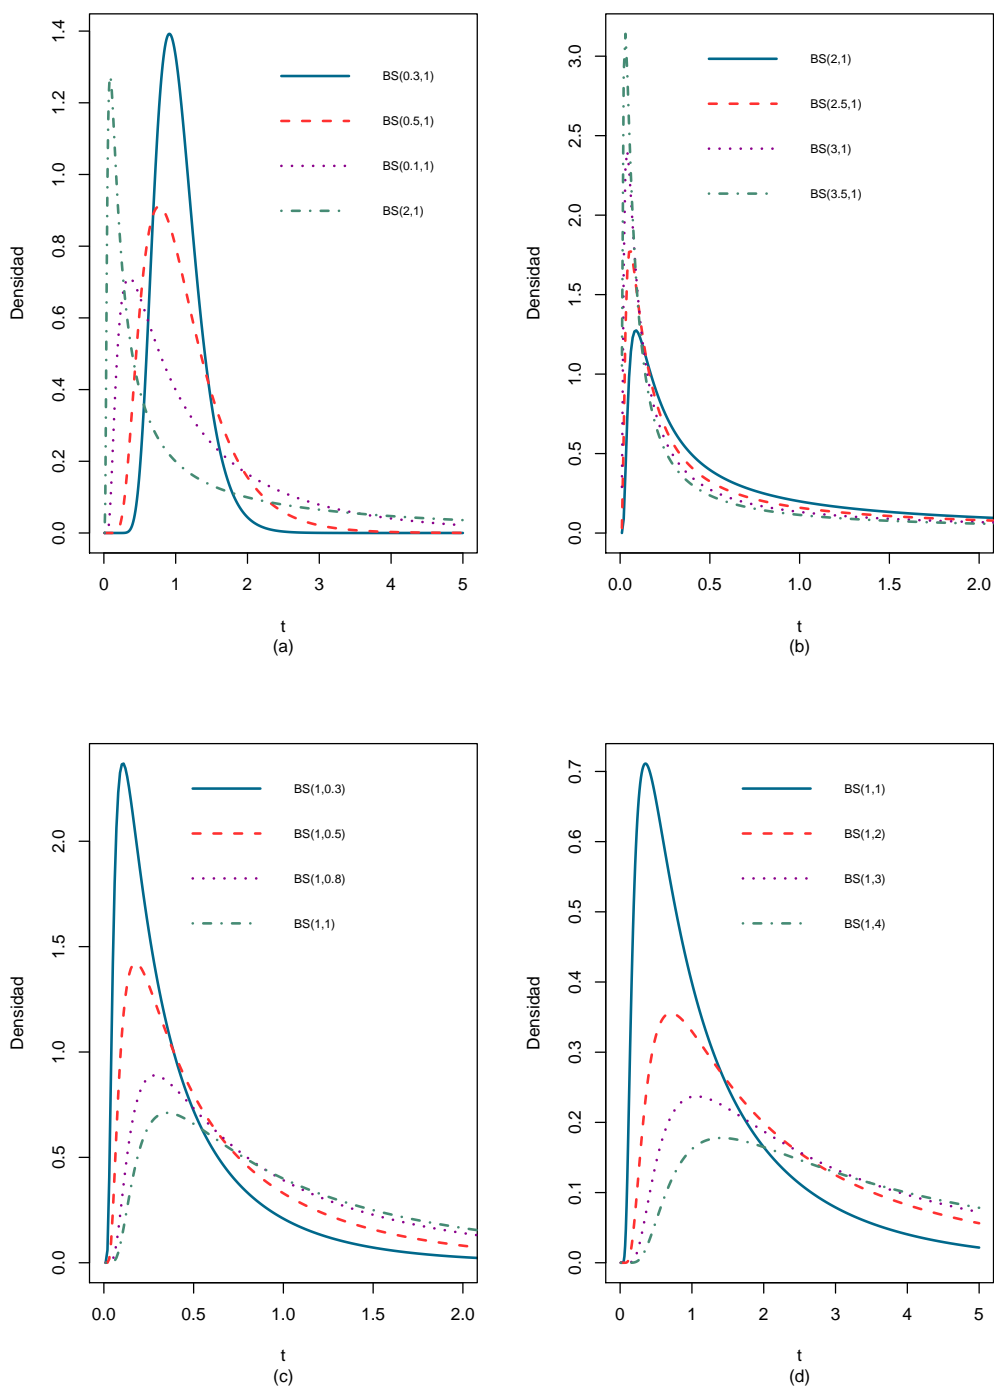 BS(0.3,1)
BS(0.5,1)
BS(0.1,1)
BS(2,1)
Densidad
0.0
0.2
0.4
0.6
0.8
1.0
1.2
1.4
0 1 2 3 4 5
t
(a)
BS(2,1)
BS(2.5,1)
BS(3,1)
BS(3.5,1)
Densidad
0.0
0.5
1.0
1.5
2.0
2.5
3.0
0.0 0.5 1.0 1.5 2.0
t
(b)
BS(1,0.3)
BS(1,0.5)
BS(1,0.8)
BS(1,1)
Densidad
0.0
0.5
1.0
1.5
2.0
0.0 0.5 1.0 1.5 2.0
t
(c)
BS(1,1)
BS(1,2)
BS(1,3)
BS(1,4)
Densidad
0.0
0.1
0.2
0.3
0.4
0.5
0.6
0.7
0 1 2 3 4 5
t
(d)